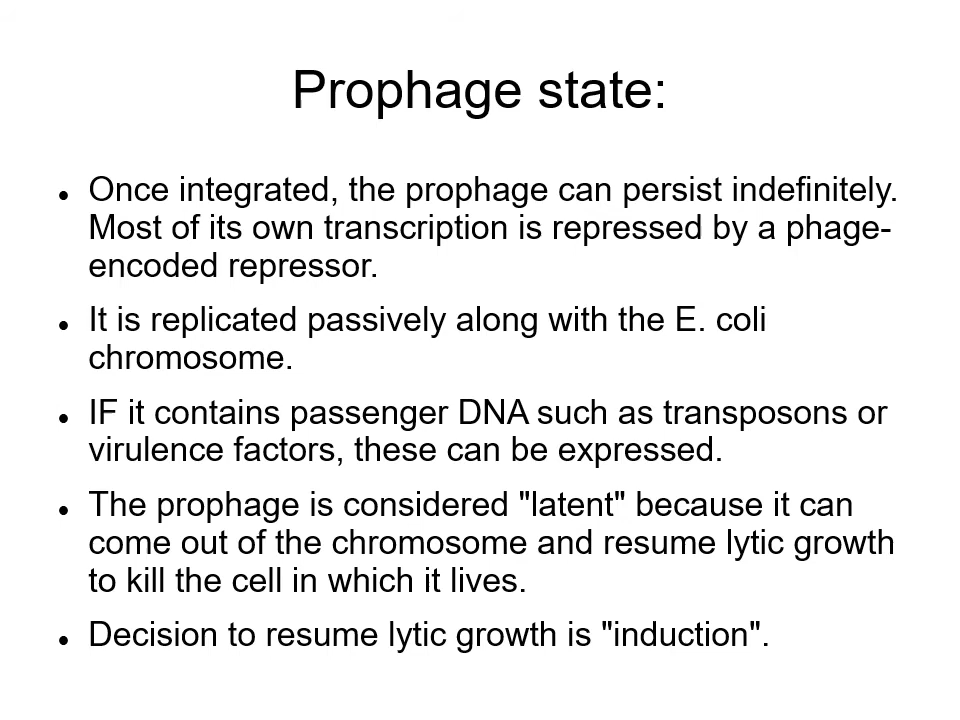 Prophage state:
● Once integrated, the prophage can persist indefinitely.
Most of its own transcription is repressed by a phage-
encoded repressor.
● It is replicated passively along with the E. coli
chromosome.
● IF it contains passenger DNA such as transposons or
virulence factors, these can be expressed.
● The prophage is considered "latent" because it can
come out of the chromosome and resume lytic growth
to kill the cell in which it lives.
● Decision to resume lytic growth is "induction".